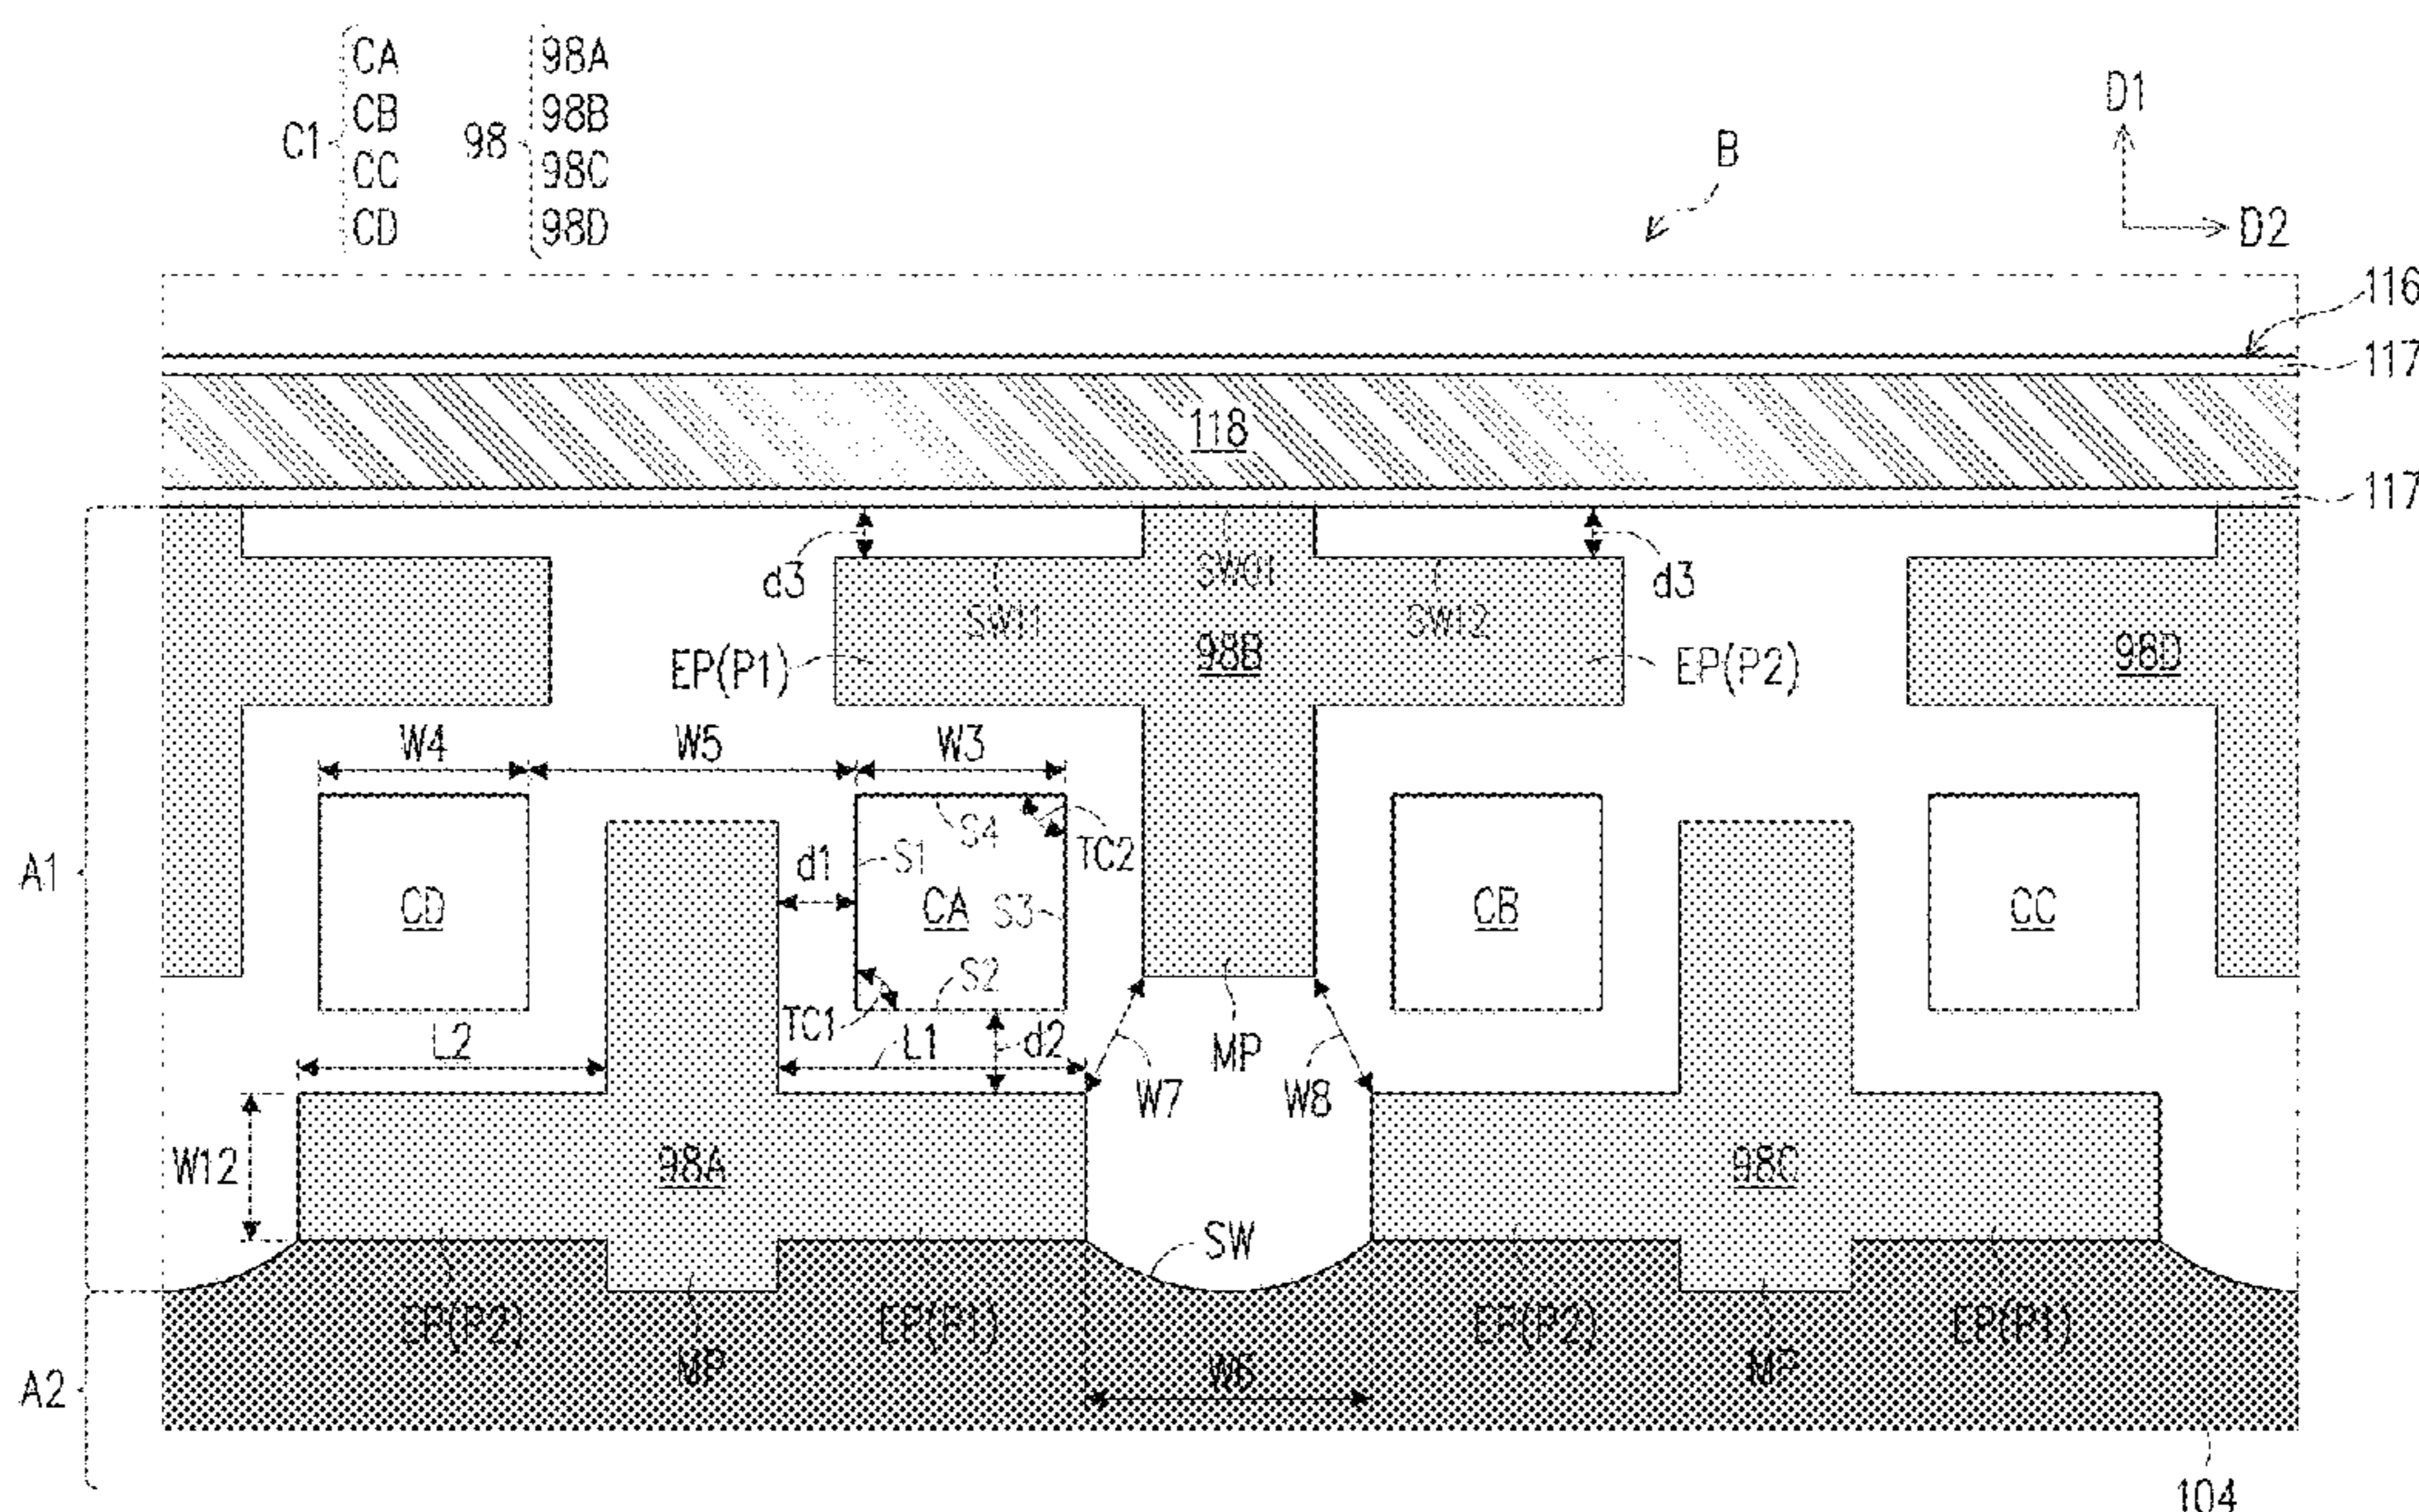 CA
98A
CB
98B
C1
98
CC
98C
CD
98D
D1
B
D2
116
117
118
117
d3
SW01
d3
SW11
SW12
98B
98D
EP(P1)
EP(P2)
W4
W5
W3
S4
TC2
d1
S1
A1
CD
CA
S3
CB
CC
S2
TC1
L2
L1
d2
MP
W7
W8
W12
98A
98C
SW
EP(P2)
EP(P1)
EP(P2)
EP(P1)
MP
W6
MP
A2
104